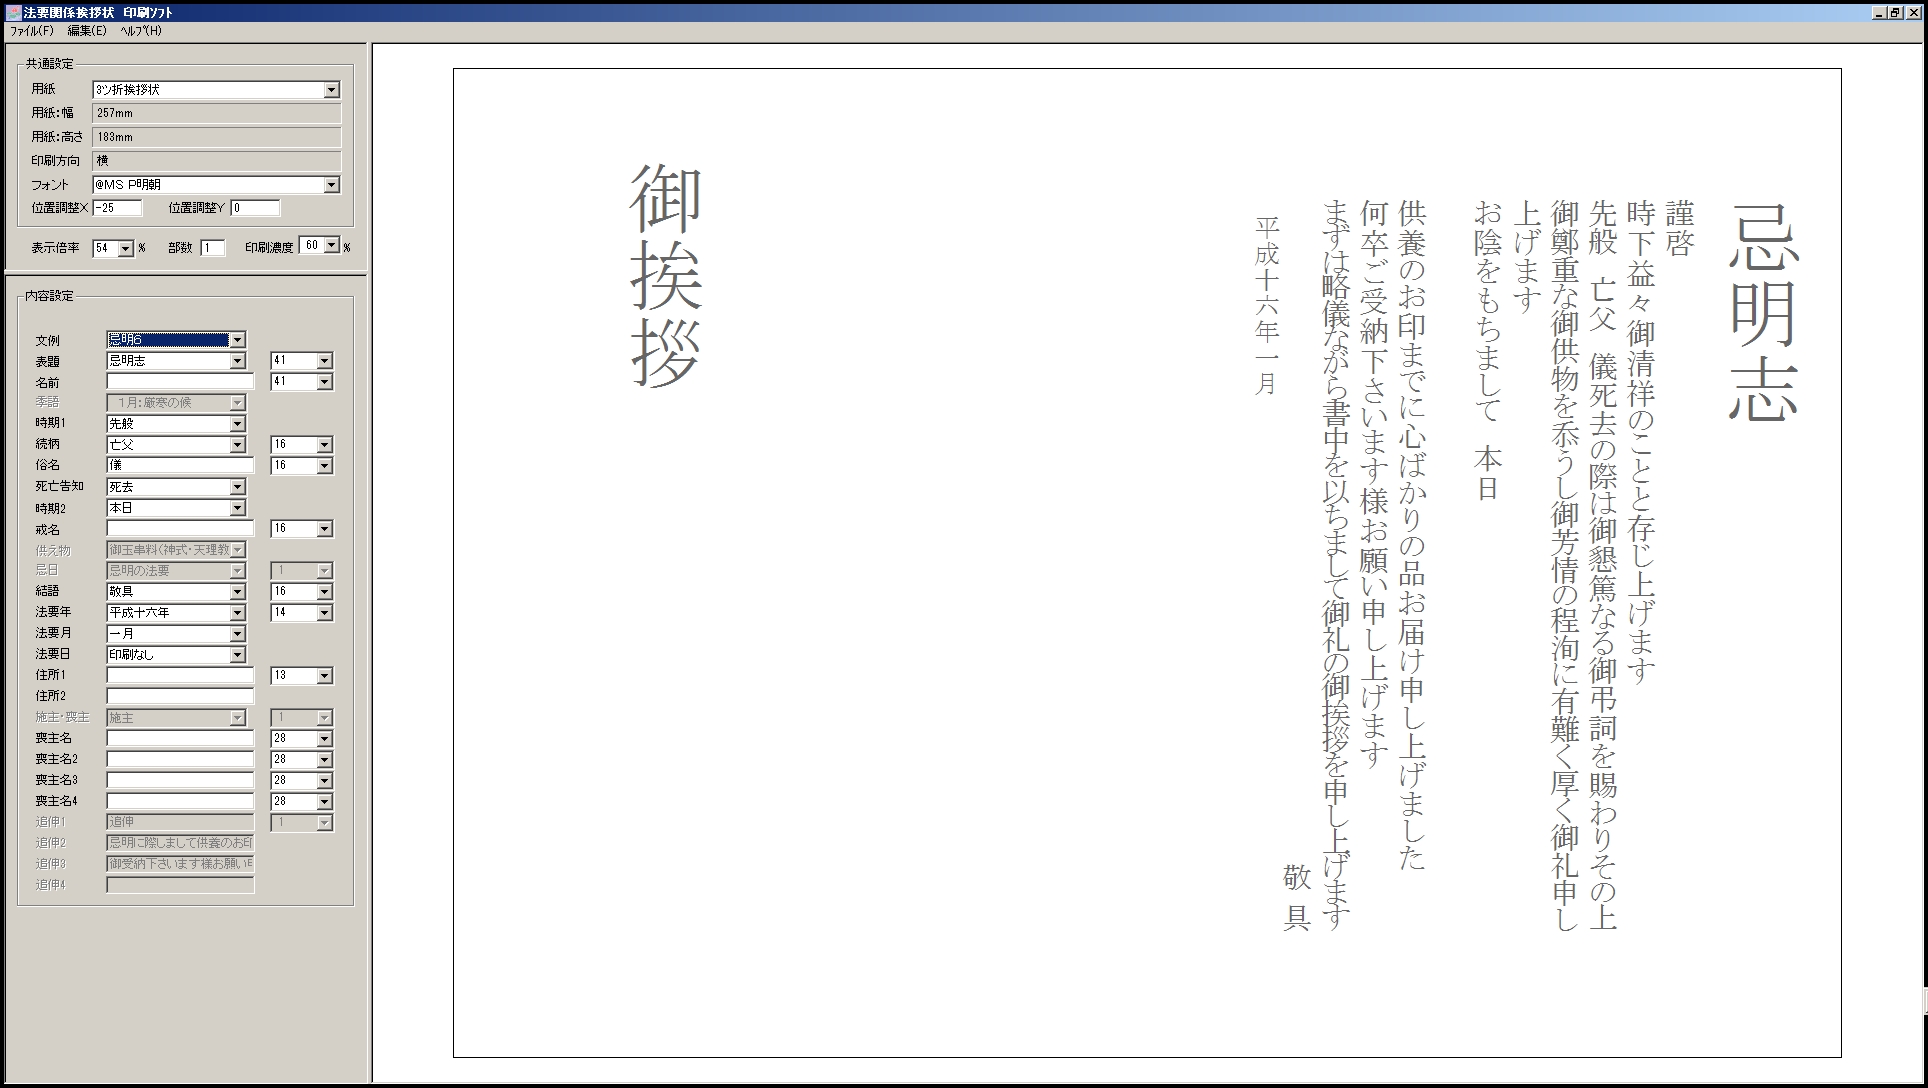 法要関係挨拶状 印刷ソフト
ファイル(F) 編集(E) ヘルプ(H)
共通設定
用紙 3ツ折挨拶状
用紙:幅 257mm
用紙:高さ 183mm
印刷方向 横
フォント @MS P明朝
位置調整X -25 位置調整Y 0
表示倍率 54 % 部数 1 印刷濃度 60 %
内容設定
文例 忌明6
表題 忌明志 41
名前 41
季語 1月:厳寒の候
時期1 先般
続柄 亡父 16
俗名 儀 16
死亡告知 死去
時期2 本日
戒名 16
供え物 御玉串料(神式・天理教
忌日 忌明の法要 1
結語 敬具 16
法要年 平成十六年 14
法要月 一月
法要日 印刷なし
住所1 13
住所2
施主・喪主 施主 1
喪主名 28
喪主名2 28
喪主名3 28
喪主名4 28
追伸1 追伸 1
追伸2 忌明に際しまして供養のお印
追伸3 御受納下さいます様お願い申
追伸4
忌明志
謹啓
時下益々御清祥のことと存じ上げます
先般 亡父 儀死去の際は御懇篤なる御弔詞を賜わりその上
御鄭重な御供物を忝うし御芳情の程洵に有難く厚く御礼申し
上げます
お陰をもちまして 本日
供養のお印までに心ばかりの品お届け申し上げました
何卒ご受納下さいます様お願い申し上げます
まずは略儀ながら書中を以ちまして御礼の御挨拶を申し上げます
敬具
平成十六年一月
御挨拶